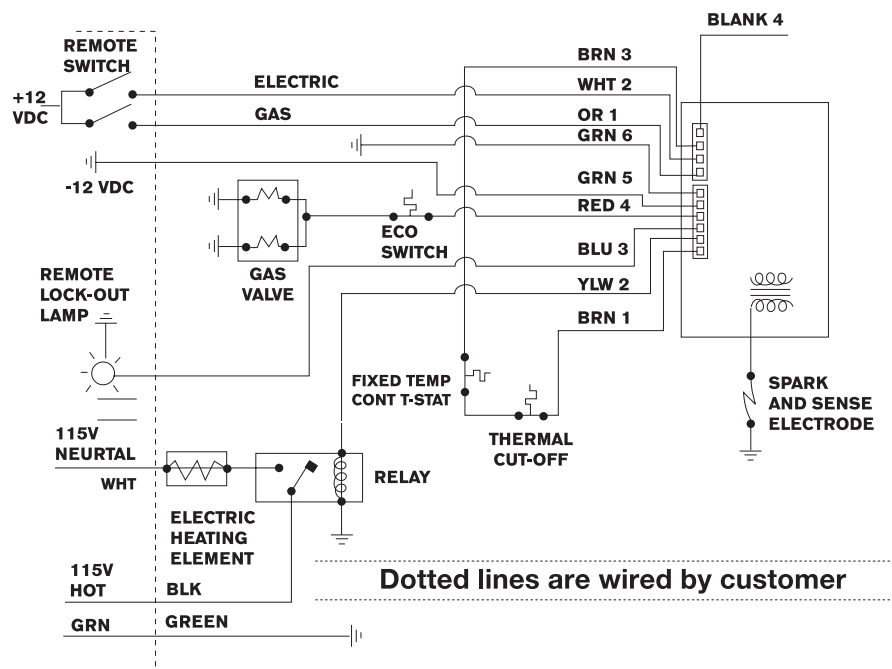 BLANK 4
REMOTE
SWITCH
BRN 3
ELECTRIC
WHT 2
+12
VDC
GAS
OR 1
GRN 6
-12 VDC
GRN 5
RED 4
ECO
SWITCH
BLU 3
GAS
VALVE
REMOTE
LOCK-OUT
LAMP
YLW 2
BRN 1
FIXED TEMP
CONT T-STAT
SPARK
AND SENSE
ELECTRODE
THERMAL
CUT-OFF
115V
NEURTAL
WHT
RELAY
ELECTRIC
HEATING
ELEMENT
115V
HOT
BLK
Dotted lines are wired by customer
GRN
GREEN